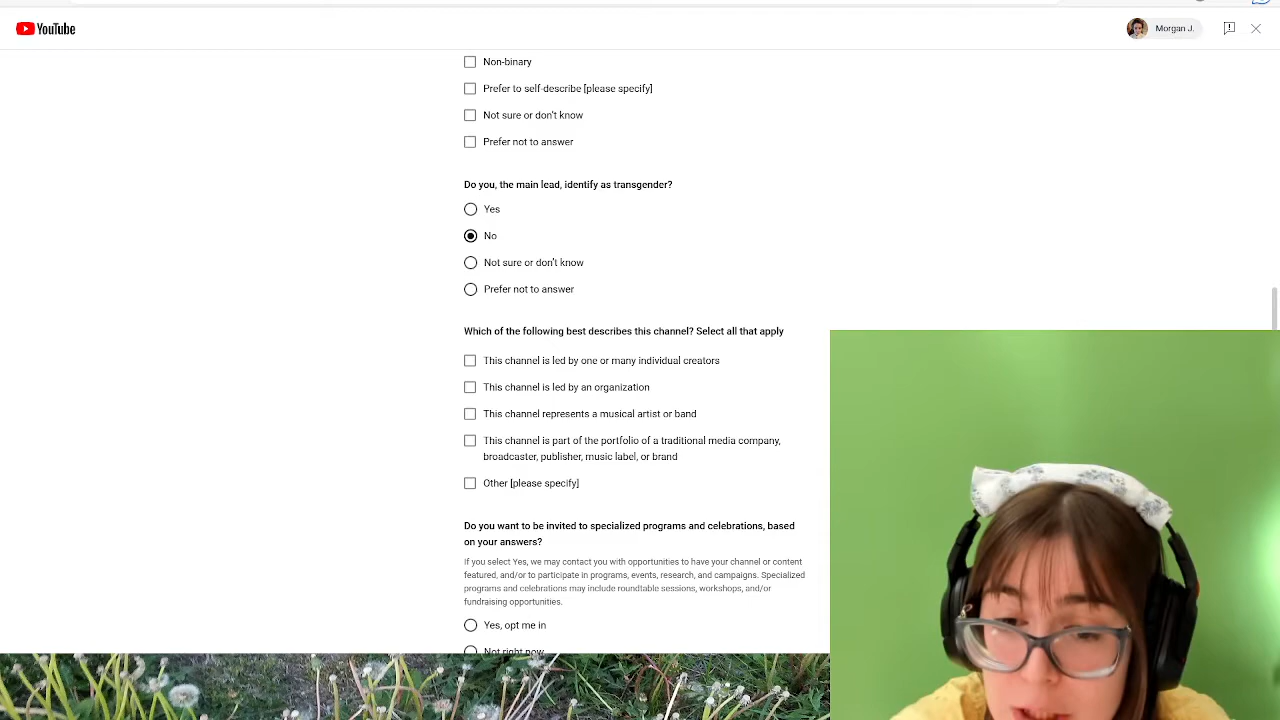 YouTube
Morgan J.
Non-binary
Prefer to self-describe [please specify]
Not sure or don't know
Prefer not to answer
Do you, the main lead, identify as transgender?
Yes
No
Not sure or don't know
Prefer not to answer
Which of the following best describes this channel? Select all that apply
This channel is led by one or many individual creators
This channel is led by an organization
This channel represents a musical artist or band
This channel is part of the portfolio of a traditional media company,
broadcaster, publisher, music label, or brand
Other [please specify]
Do you want to be invited to specialized programs and celebrations, based
on your answers?
If you select Yes, we may contact you with opportunities to have your channel or content
featured, and/or to participate in programs, events, research, and campaigns. Specialized
programs and celebrations may include roundtable sessions, workshops, and/or
fundraising opportunities.
Yes, opt me in
Not right now